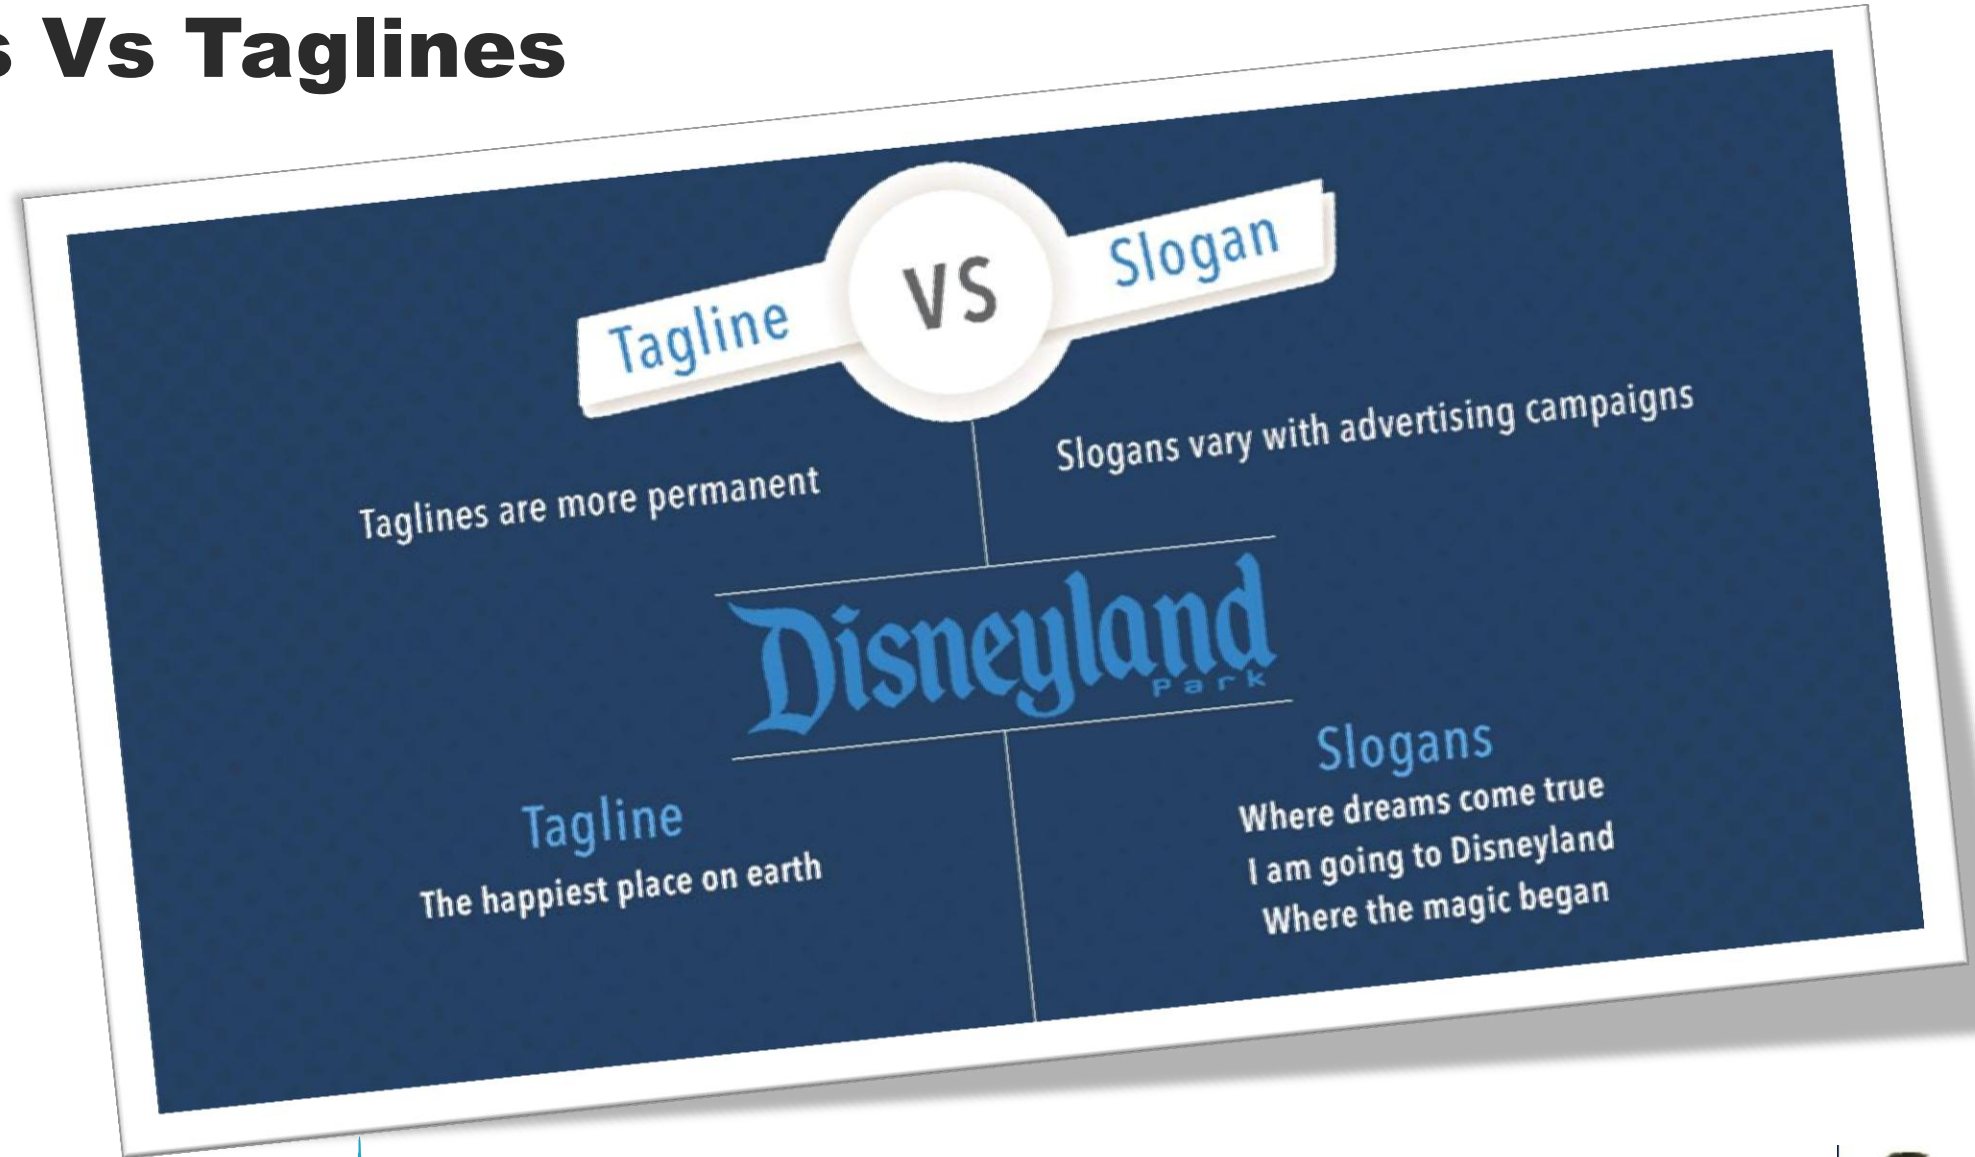 s Vs Taglines
Tagline VS Slogan
Taglines are more permanent
Slogans vary with advertising campaigns
Disneyland
Park
Tagline
The happiest place on earth
Slogans
Where dreams come true
I am going to Disneyland
Where the magic began